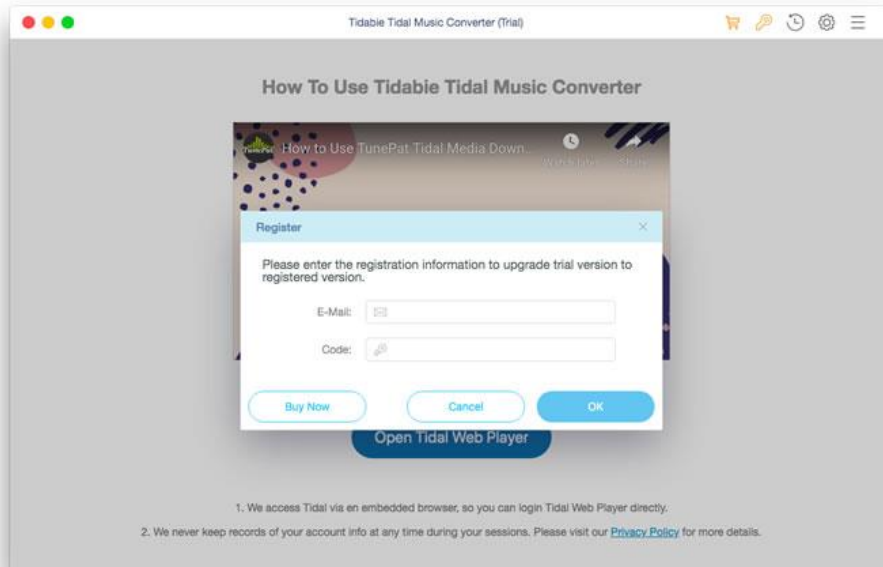 Tidabie Tidal Music Converter (Trial)
How To Use Tidabie Tidal Music Converter
How to Use TunePat Tidal Media Down...
Watch later
Share
Register
Please enter the registration information to upgrade trial version to
registered version.
E-Mail:
Code:
Buy Now
Cancel
OK
Open Tidal Web Player
1. We access Tidal via en embedded browser, so you can login Tidal Web Player directly.
2. We never keep records of your account info at any time during your sessions. Please visit our Privacy Policy for more details.